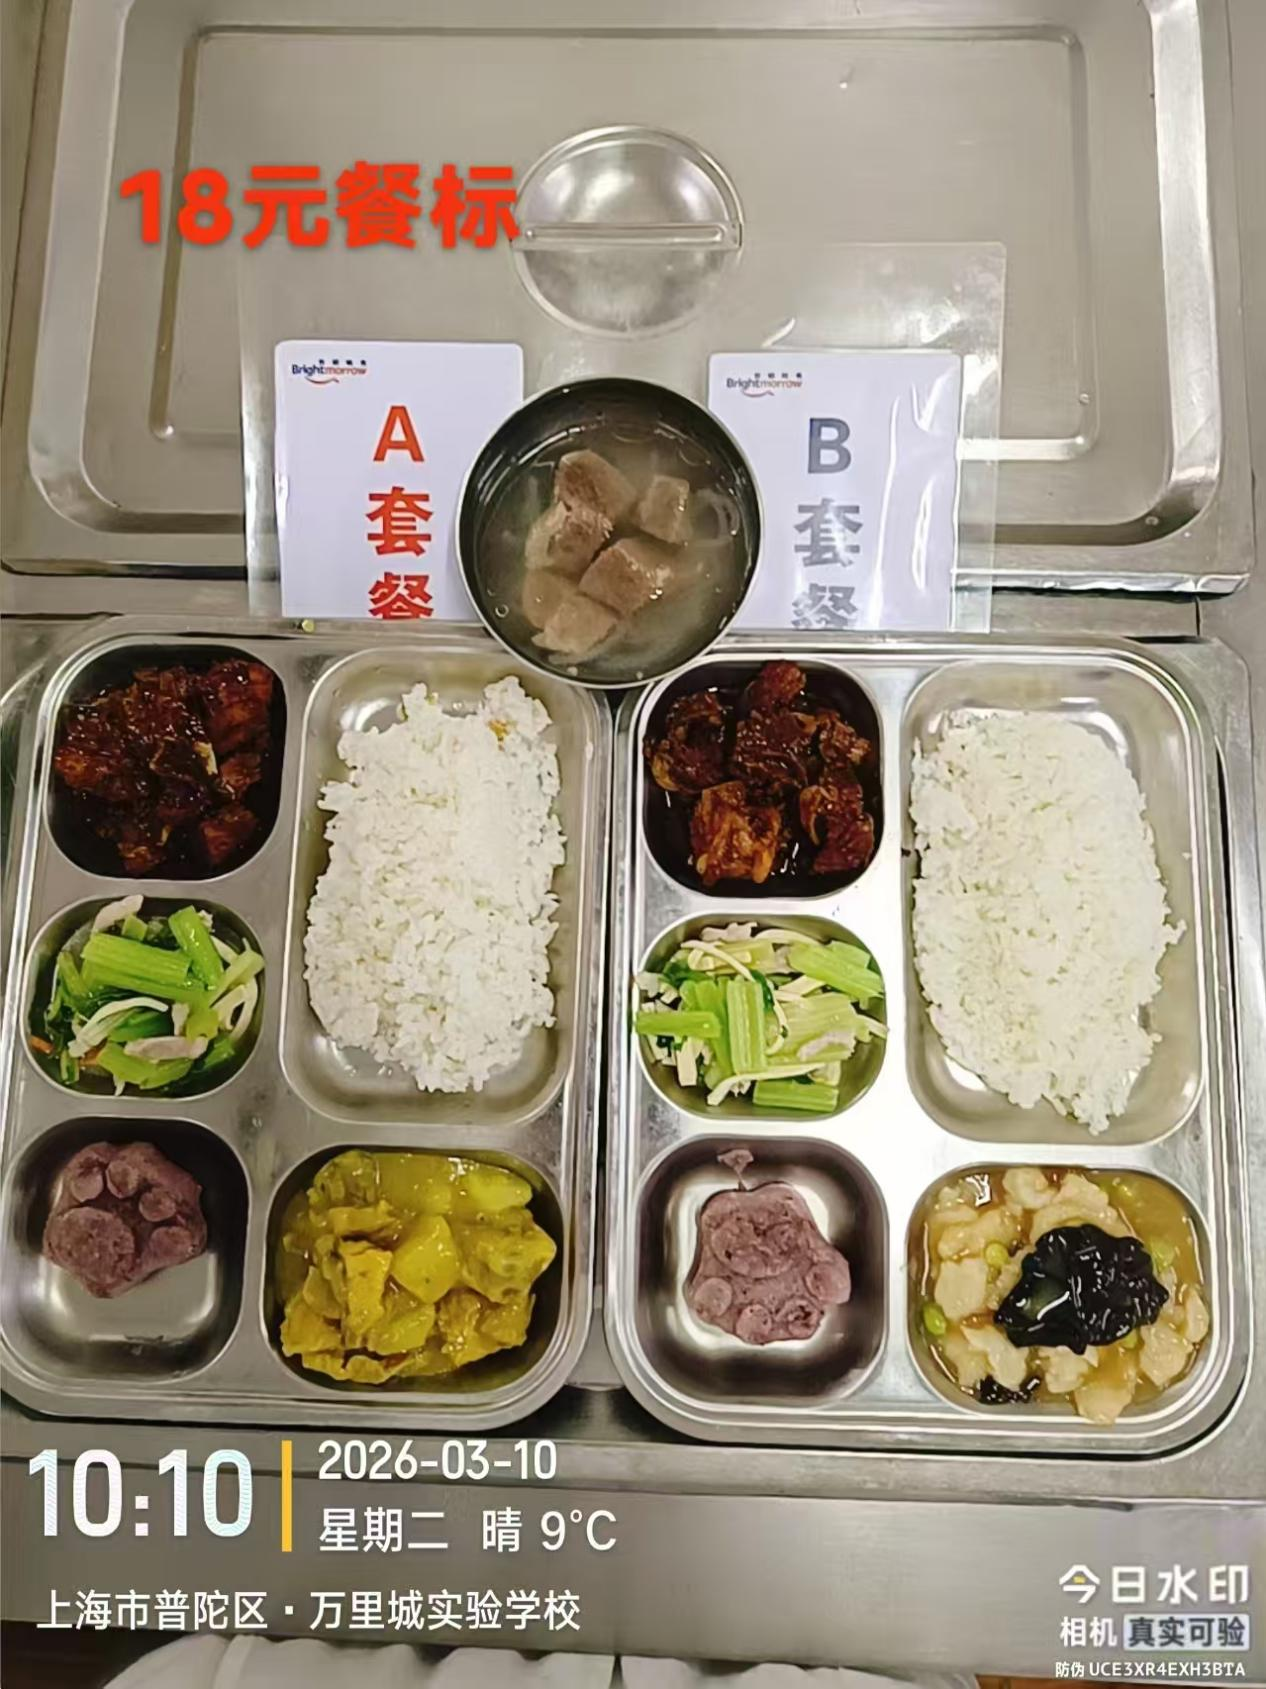 18元餐标
Brightmorrow
A
套
餐
Brightmorrow
B
套
餐
10:10
2026-03-10
星期二 晴 9°C
上海市普陀区·万里城实验学校
今日水印
相机 真实可验
防伪 UCE3XR4EXH3BTA